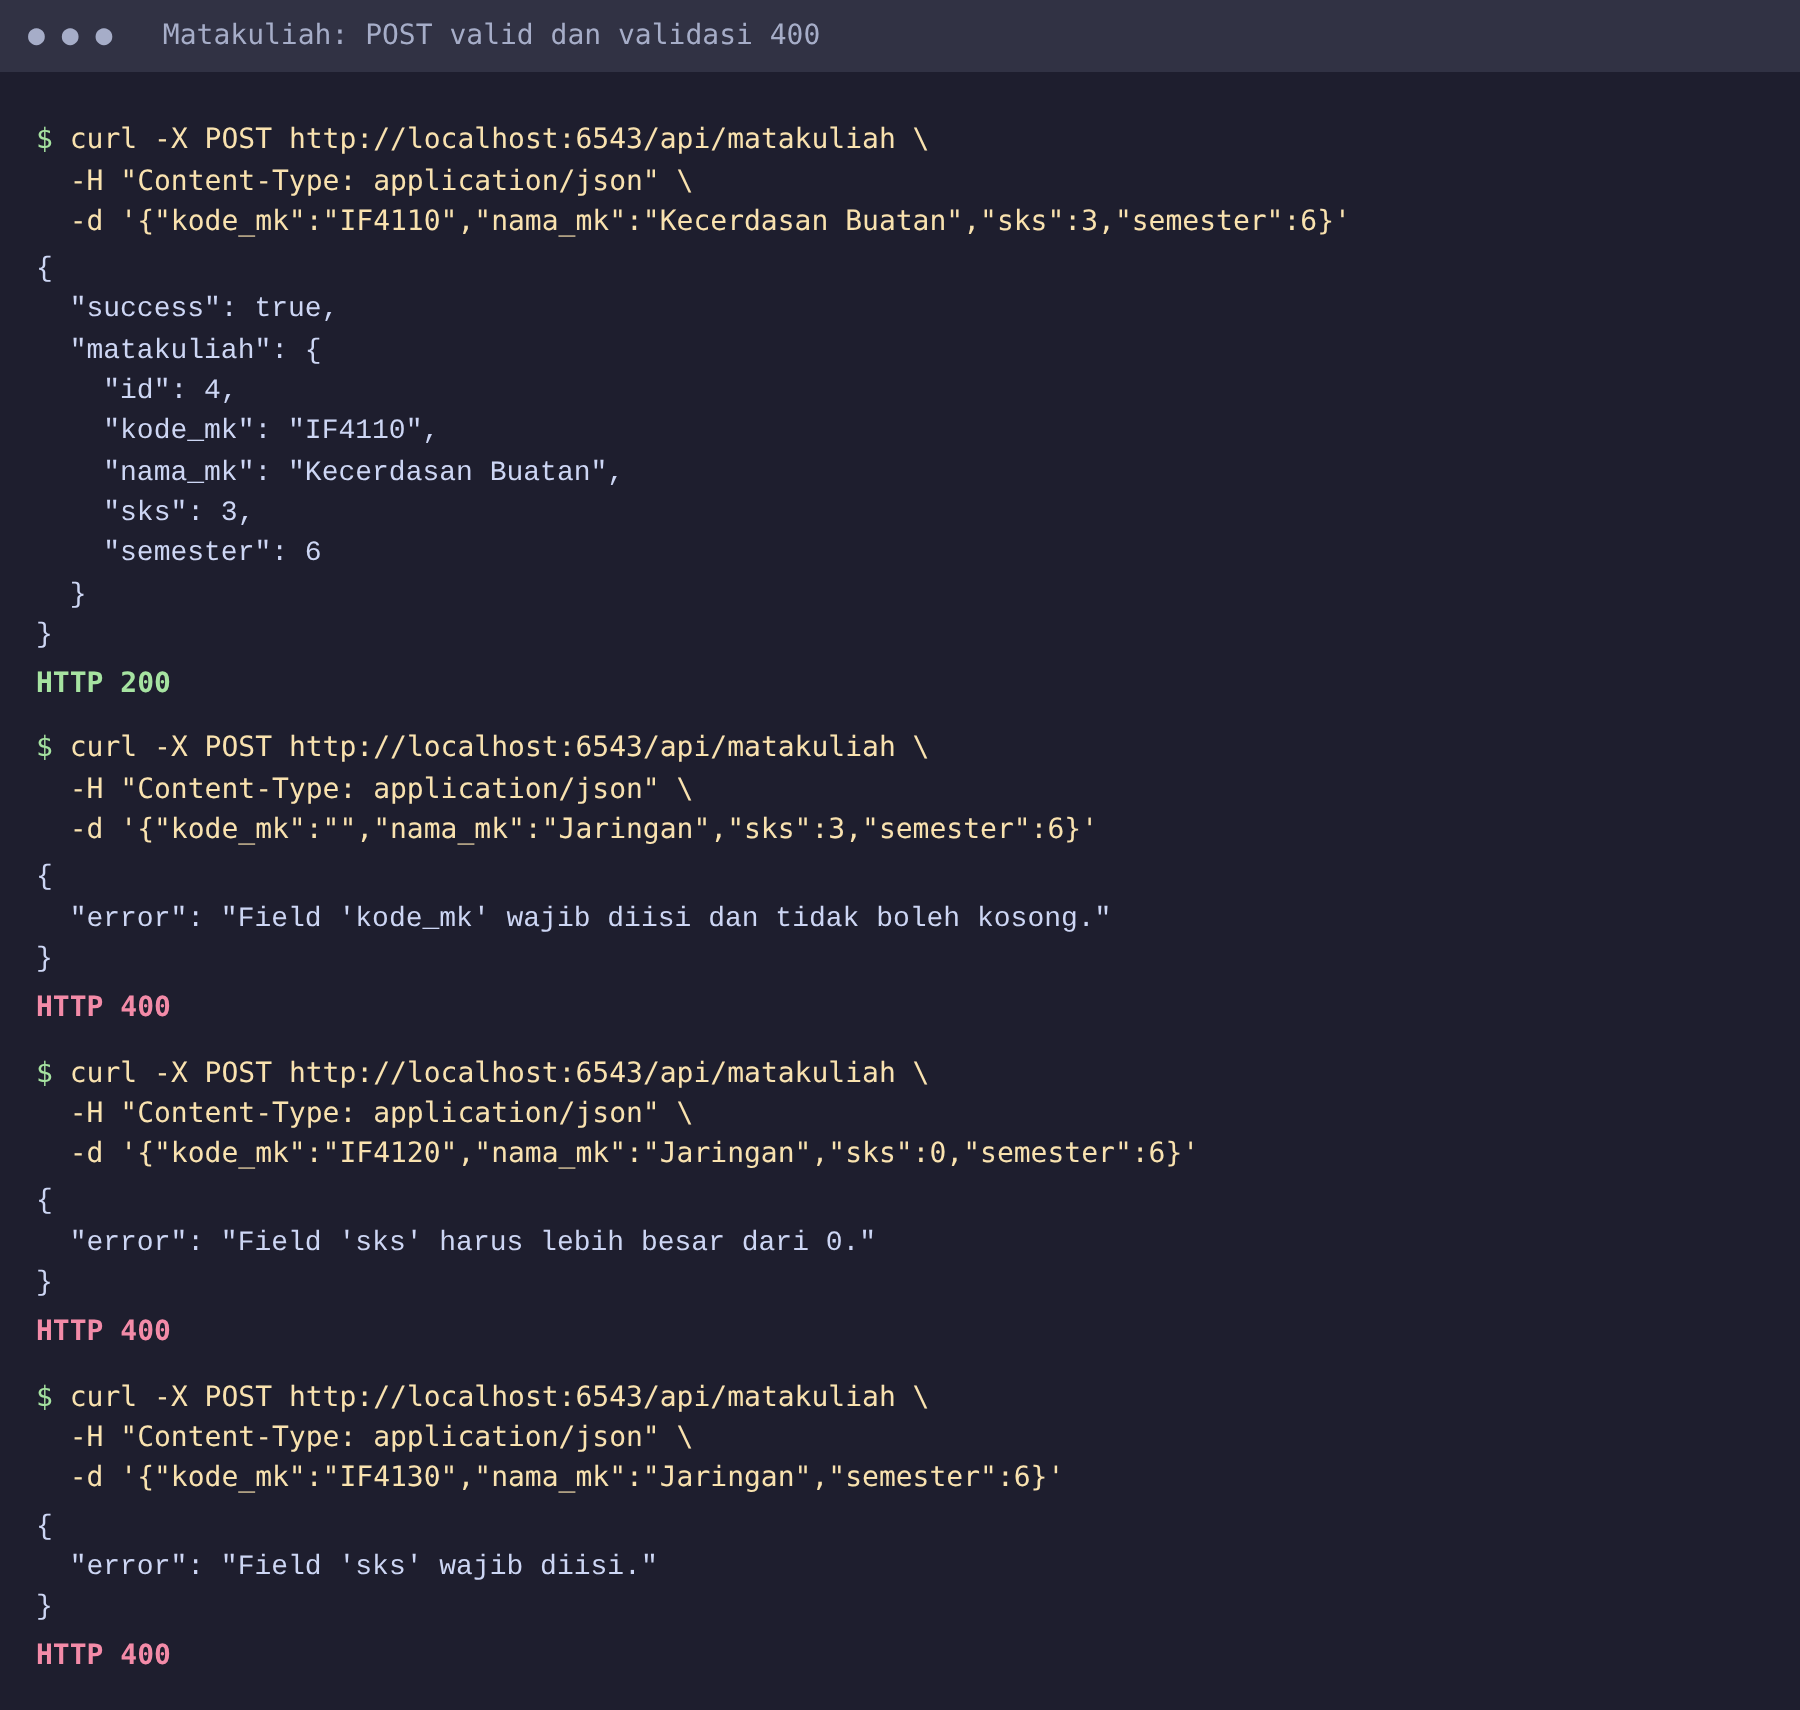 Matakuliah: POST valid dan validasi 400
$ curl -X POST http://localhost:6543/api/matakuliah \
  -H "Content-Type: application/json" \
  -d '{"kode_mk":"IF4110","nama_mk":"Kecerdasan Buatan","sks":3,"semester":6}'
{
  "success": true,
  "matakuliah": {
    "id": 4,
    "kode_mk": "IF4110",
    "nama_mk": "Kecerdasan Buatan",
    "sks": 3,
    "semester": 6
  }
}
HTTP 200
$ curl -X POST http://localhost:6543/api/matakuliah \
  -H "Content-Type: application/json" \
  -d '{"kode_mk":"","nama_mk":"Jaringan","sks":3,"semester":6}'
{
  "error": "Field 'kode_mk' wajib diisi dan tidak boleh kosong."
}
HTTP 400
$ curl -X POST http://localhost:6543/api/matakuliah \
  -H "Content-Type: application/json" \
  -d '{"kode_mk":"IF4120","nama_mk":"Jaringan","sks":0,"semester":6}'
{
  "error": "Field 'sks' harus lebih besar dari 0."
}
HTTP 400
$ curl -X POST http://localhost:6543/api/matakuliah \
  -H "Content-Type: application/json" \
  -d '{"kode_mk":"IF4130","nama_mk":"Jaringan","semester":6}'
{
  "error": "Field 'sks' wajib diisi."
}
HTTP 400